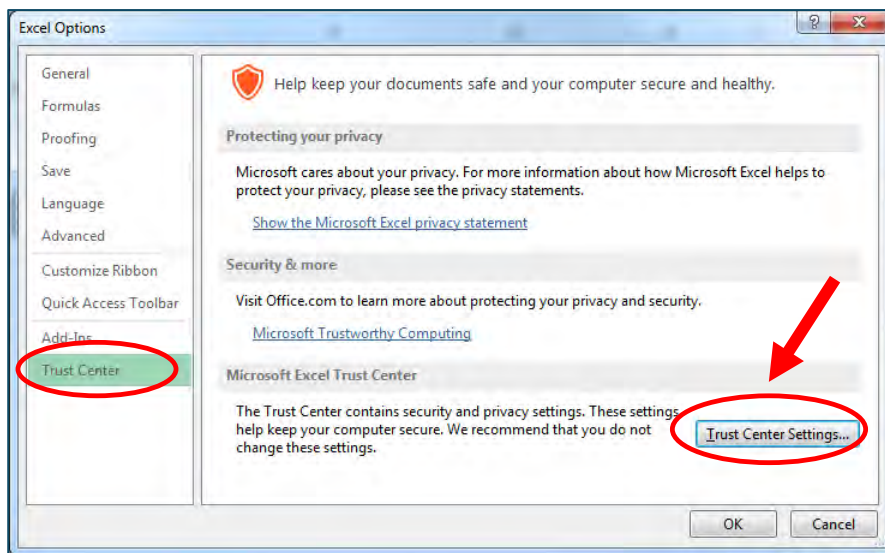 Excel Options
General
Formulas
Proofing
Save
Language
Advanced
Customize Ribbon
Quick Access Toolbar
Add-Ins
Trust Center
Help keep your documents safe and your computer secure and healthy.
Protecting your privacy
Microsoft cares about your privacy. For more information about how Microsoft Excel helps to
protect your privacy, please see the privacy statements.
Show the Microsoft Excel privacy statement
Security & more
Visit Office.com to learn more about protecting your privacy and security.
Microsoft Trustworthy Computing
Microsoft Excel Trust Center
The Trust Center contains security and privacy settings. These settings
help keep your computer secure. We recommend that you do not
change these settings.
Trust Center Settings...
OK
Cancel